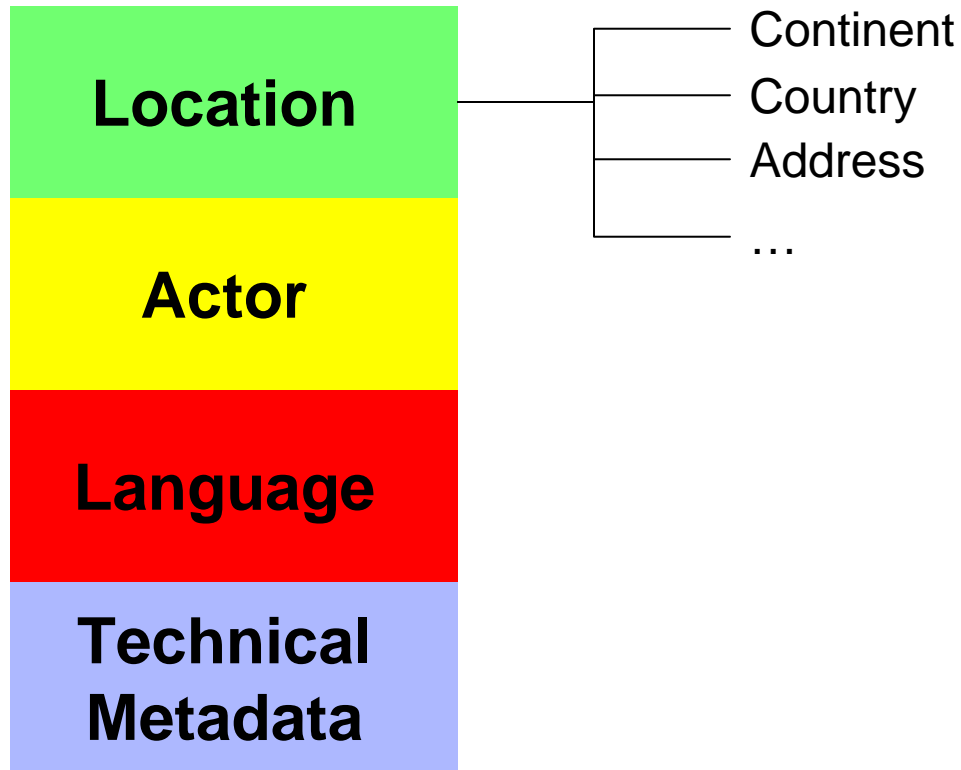 Location
Continent
Country
Address
…
Actor
Language
Technical
Metadata